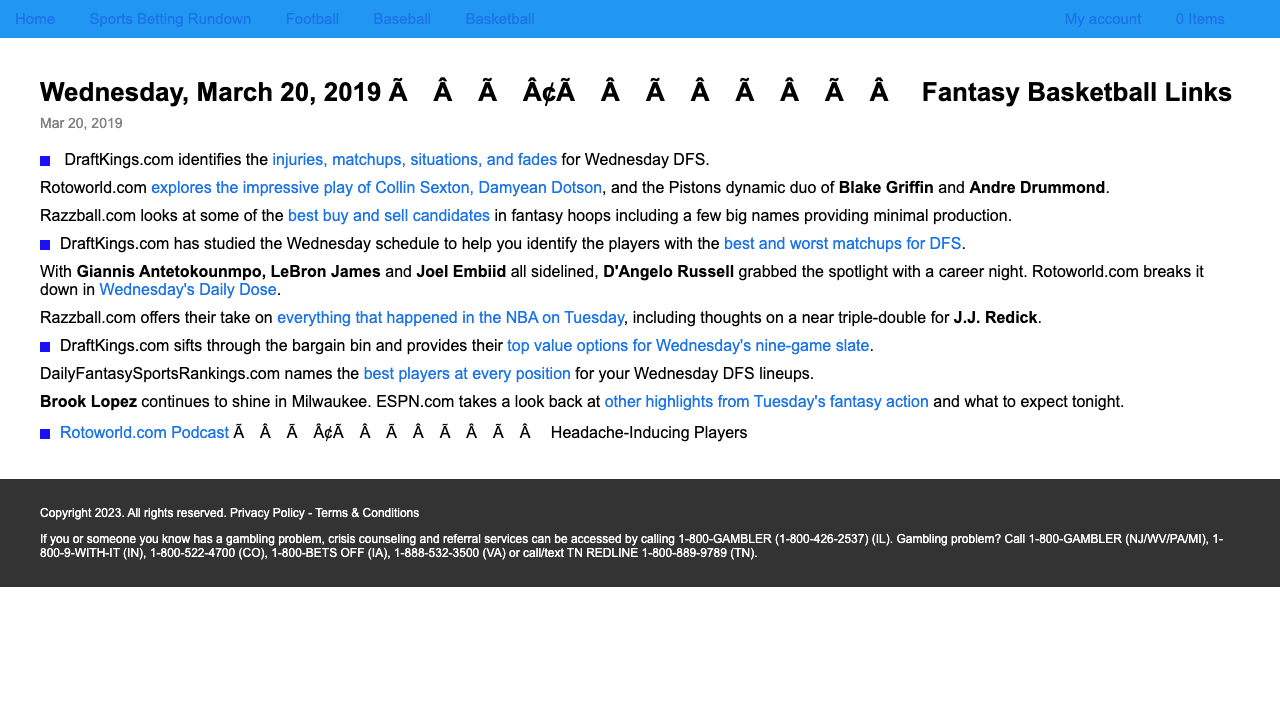 Home Sports Betting Rundown Football Baseball Basketball My account 0 Items
Wednesday, March 20, 2019 Ã Â Ã Â¢Ã Â Ã Â Ã Â Ã Â Fantasy Basketball Links
Mar 20, 2019
DraftKings.com identifies the injuries, matchups, situations, and fades for Wednesday DFS.
Rotoworld.com explores the impressive play of Collin Sexton, Damyean Dotson, and the Pistons dynamic duo of Blake Griffin and Andre Drummond.
Razzball.com looks at some of the best buy and sell candidates in fantasy hoops including a few big names providing minimal production.
DraftKings.com has studied the Wednesday schedule to help you identify the players with the best and worst matchups for DFS.
With Giannis Antetokounmpo, LeBron James and Joel Embiid all sidelined, D'Angelo Russell grabbed the spotlight with a career night. Rotoworld.com breaks it
down in Wednesday's Daily Dose.
Razzball.com offers their take on everything that happened in the NBA on Tuesday, including thoughts on a near triple-double for J.J. Redick.
DraftKings.com sifts through the bargain bin and provides their top value options for Wednesday's nine-game slate.
DailyFantasySportsRankings.com names the best players at every position for your Wednesday DFS lineups.
Brook Lopez continues to shine in Milwaukee. ESPN.com takes a look back at other highlights from Tuesday's fantasy action and what to expect tonight.
Rotoworld.com Podcast Ã Â Ã Â¢Ã Â Ã Â Ã Â Ã Â Headache-Inducing Players
Copyright 2023. All rights reserved. Privacy Policy - Terms & Conditions
If you or someone you know has a gambling problem, crisis counseling and referral services can be accessed by calling 1-800-GAMBLER (1-800-426-2537) (IL). Gambling problem? Call 1-800-GAMBLER (NJ/WV/PA/MI), 1-
800-9-WITH-IT (IN), 1-800-522-4700 (CO), 1-800-BETS OFF (IA), 1-888-532-3500 (VA) or call/text TN REDLINE 1-800-889-9789 (TN).